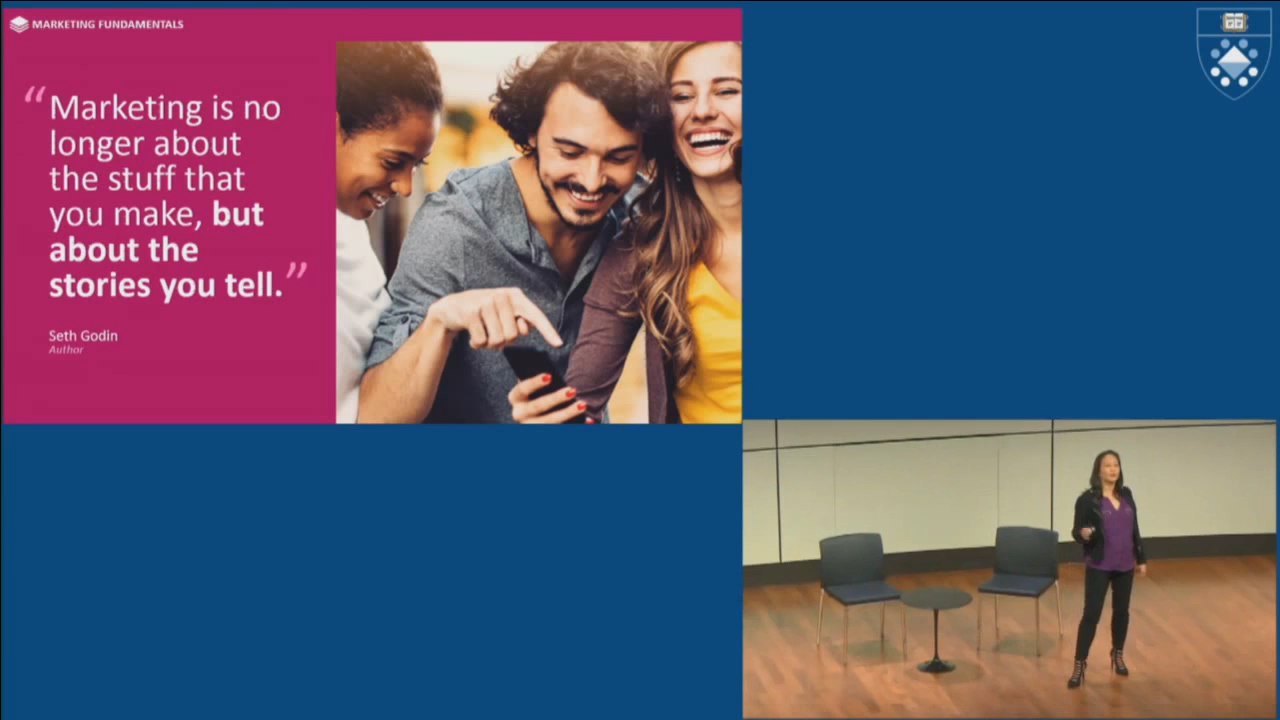 MARKETING FUNDAMENTALS
“Marketing is no
longer about
the stuff that
you make, but
about the
stories you tell.”
Seth Godin
Author